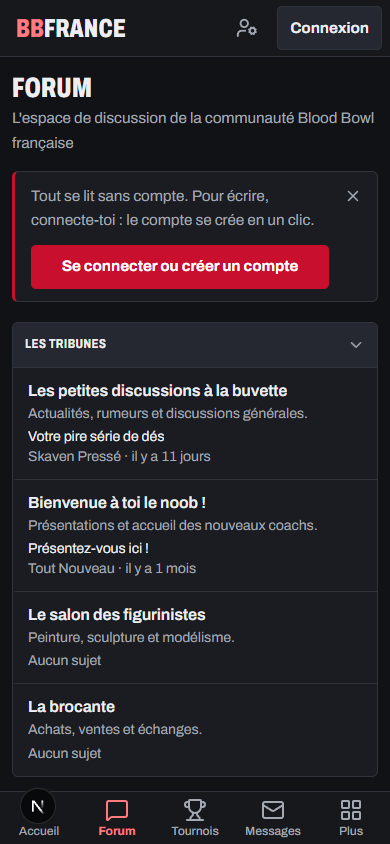 BBFRANCE
Connexion
FORUM
L'espace de discussion de la communauté Blood Bowl
française
Tout se lit sans compte. Pour écrire,
connecte-toi : le compte se crée en un clic.
Se connecter ou créer un compte
LES TRIBUNES
Les petites discussions à la buvette
Actualités, rumeurs et discussions générales.
Votre pire série de dés
Skaven Pressé · il y a 11 jours
Bienvenue à toi le noob !
Présentations et accueil des nouveaux coachs.
Présentez-vous ici !
Tout Nouveau · il y a 1 mois
Le salon des figurinistes
Peinture, sculpture et modélisme.
Aucun sujet
La brocante
Achats, ventes et échanges.
Aucun sujet
N
Accueil
Forum
Tournois
Messages
Plus